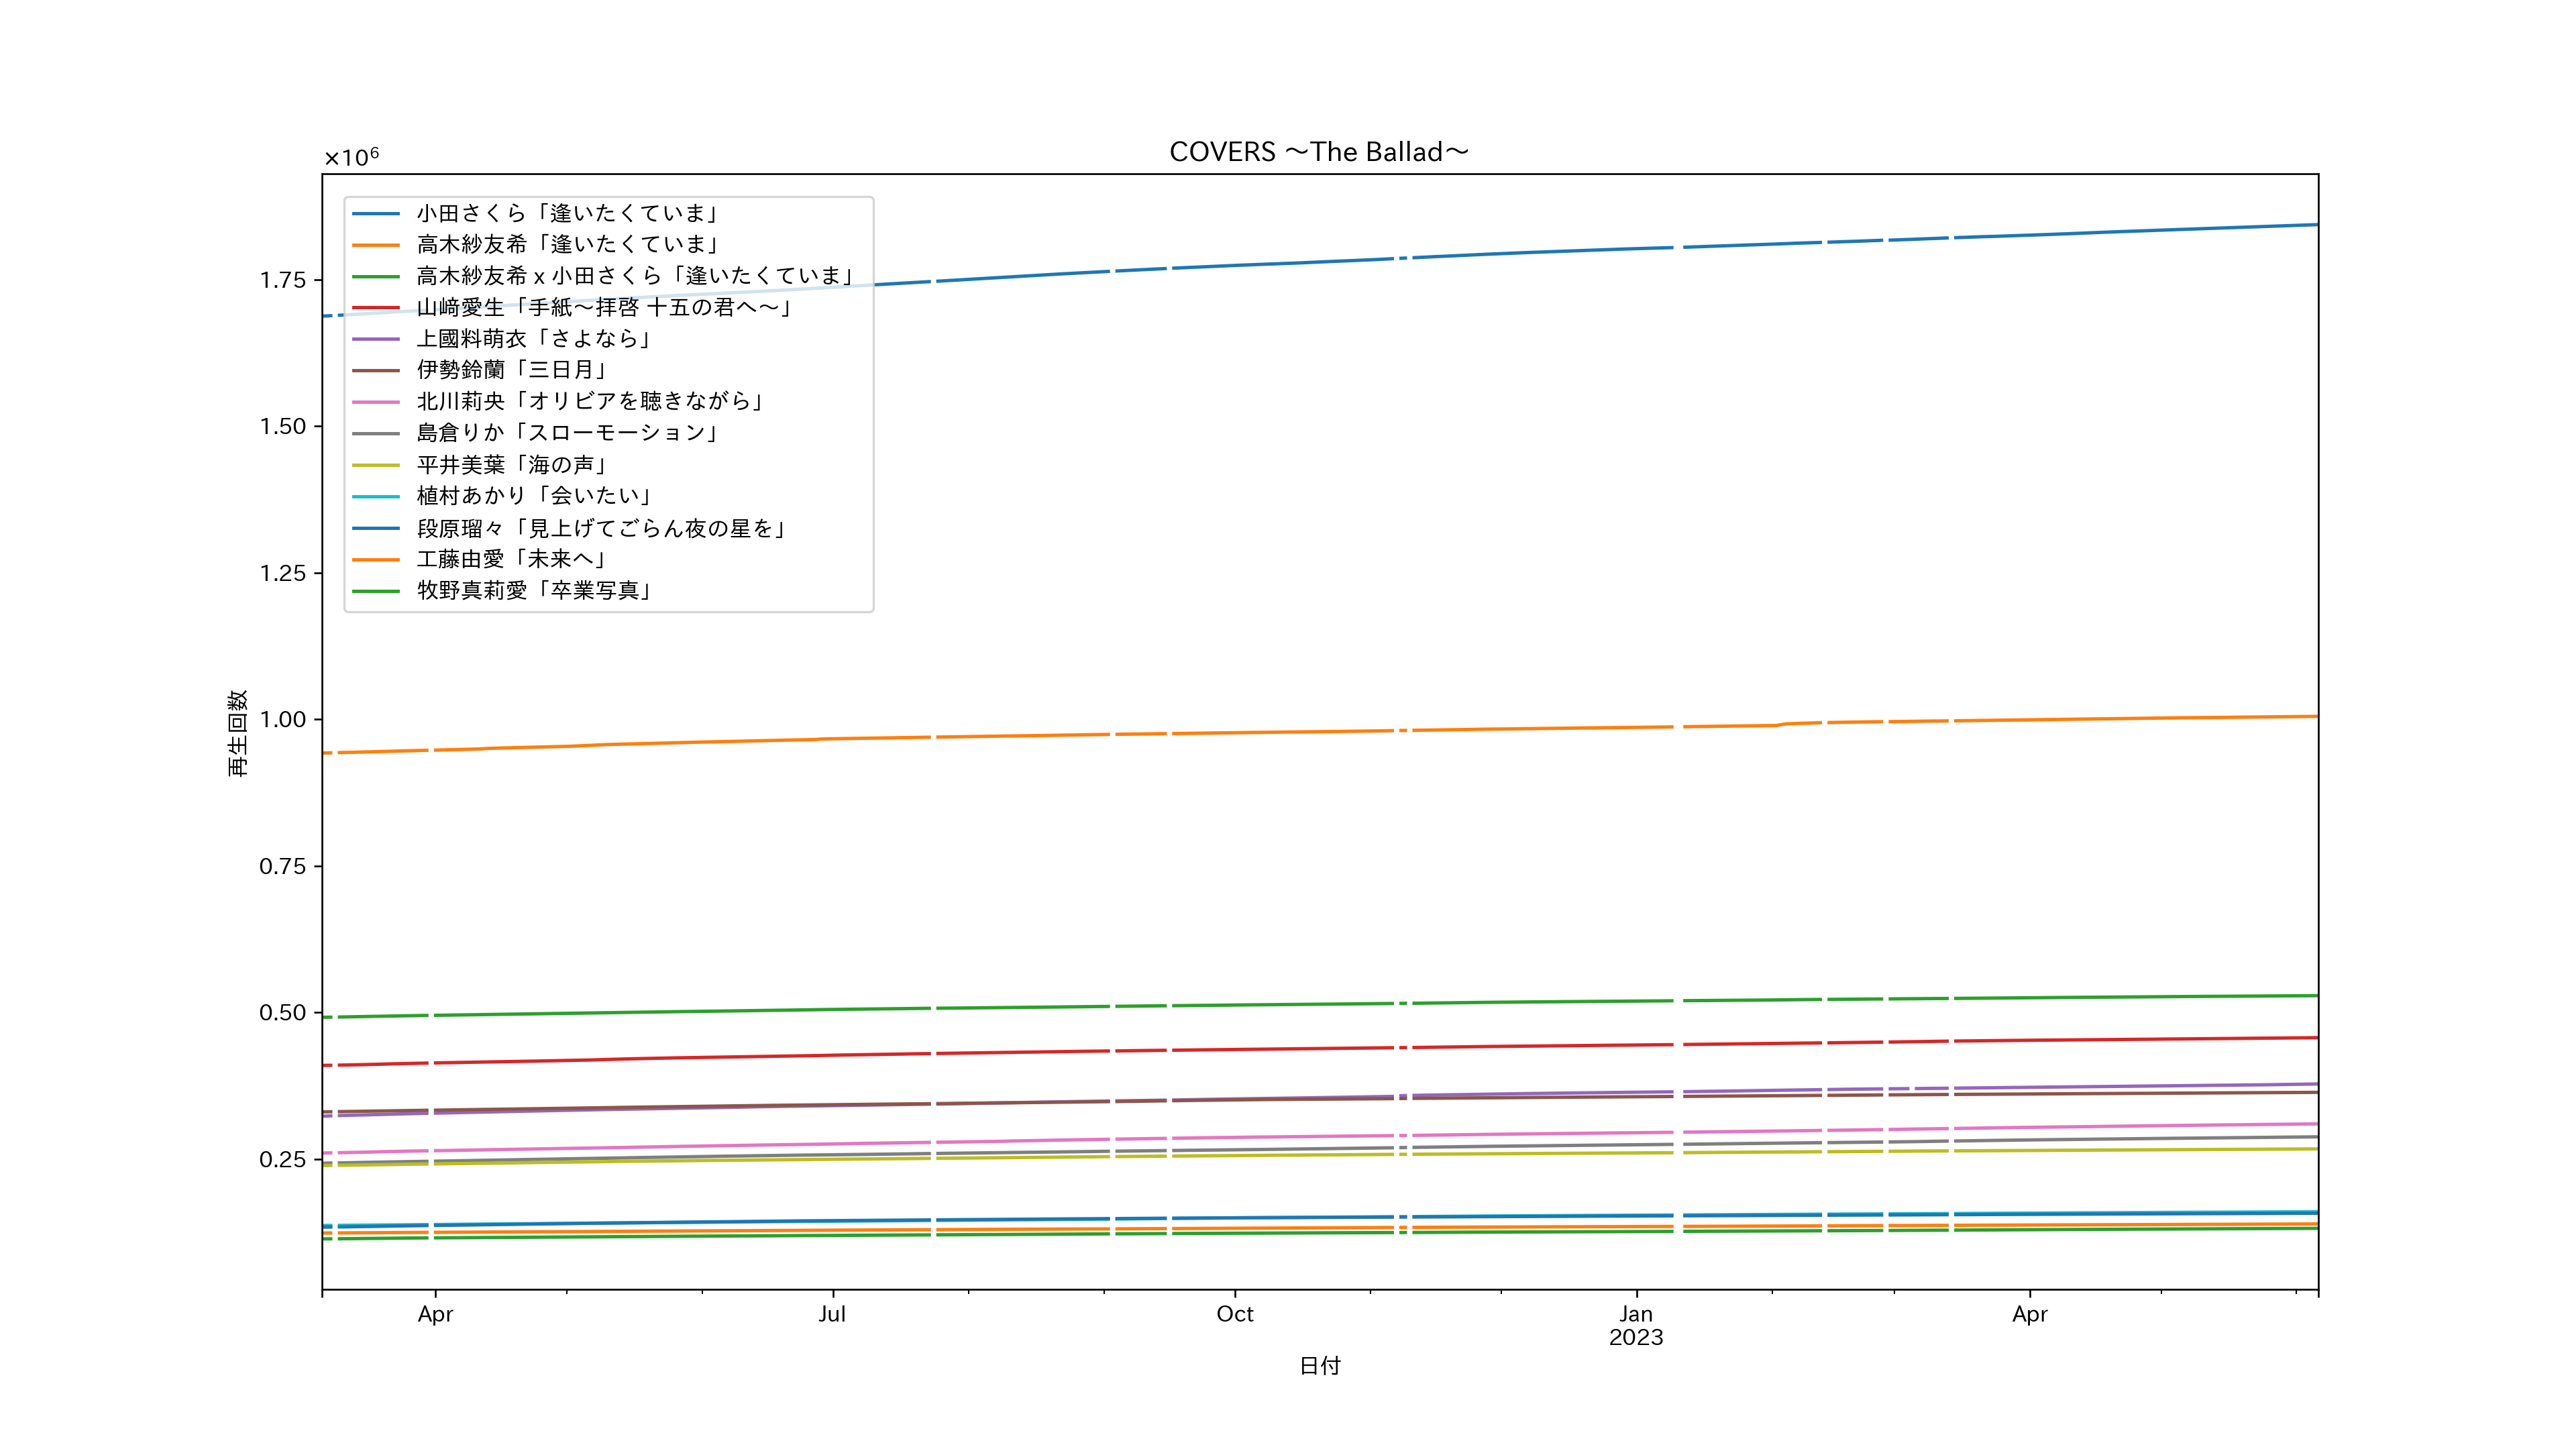 COVERS ～The Ballad～
×10⁶
小田さくら「逢いたくていま」
高木紗友希「逢いたくていま」
高木紗友希 x 小田さくら「逢いたくていま」
山﨑愛生「手紙～拝啓 十五の君へ～」
上國料萌衣「さよなら」
伊勢鈴蘭「三日月」
北川莉央「オリビアを聴きながら」
島倉りか「スローモーション」
平井美葉「海の声」
植村あかり「会いたい」
段原瑠々「見上げてごらん夜の星を」
工藤由愛「未来へ」
牧野真莉愛「卒業写真」
1.75
1.50
1.25
1.00
0.75
0.50
0.25
再生回数
Apr Jul Oct Jan Apr
2023
日付